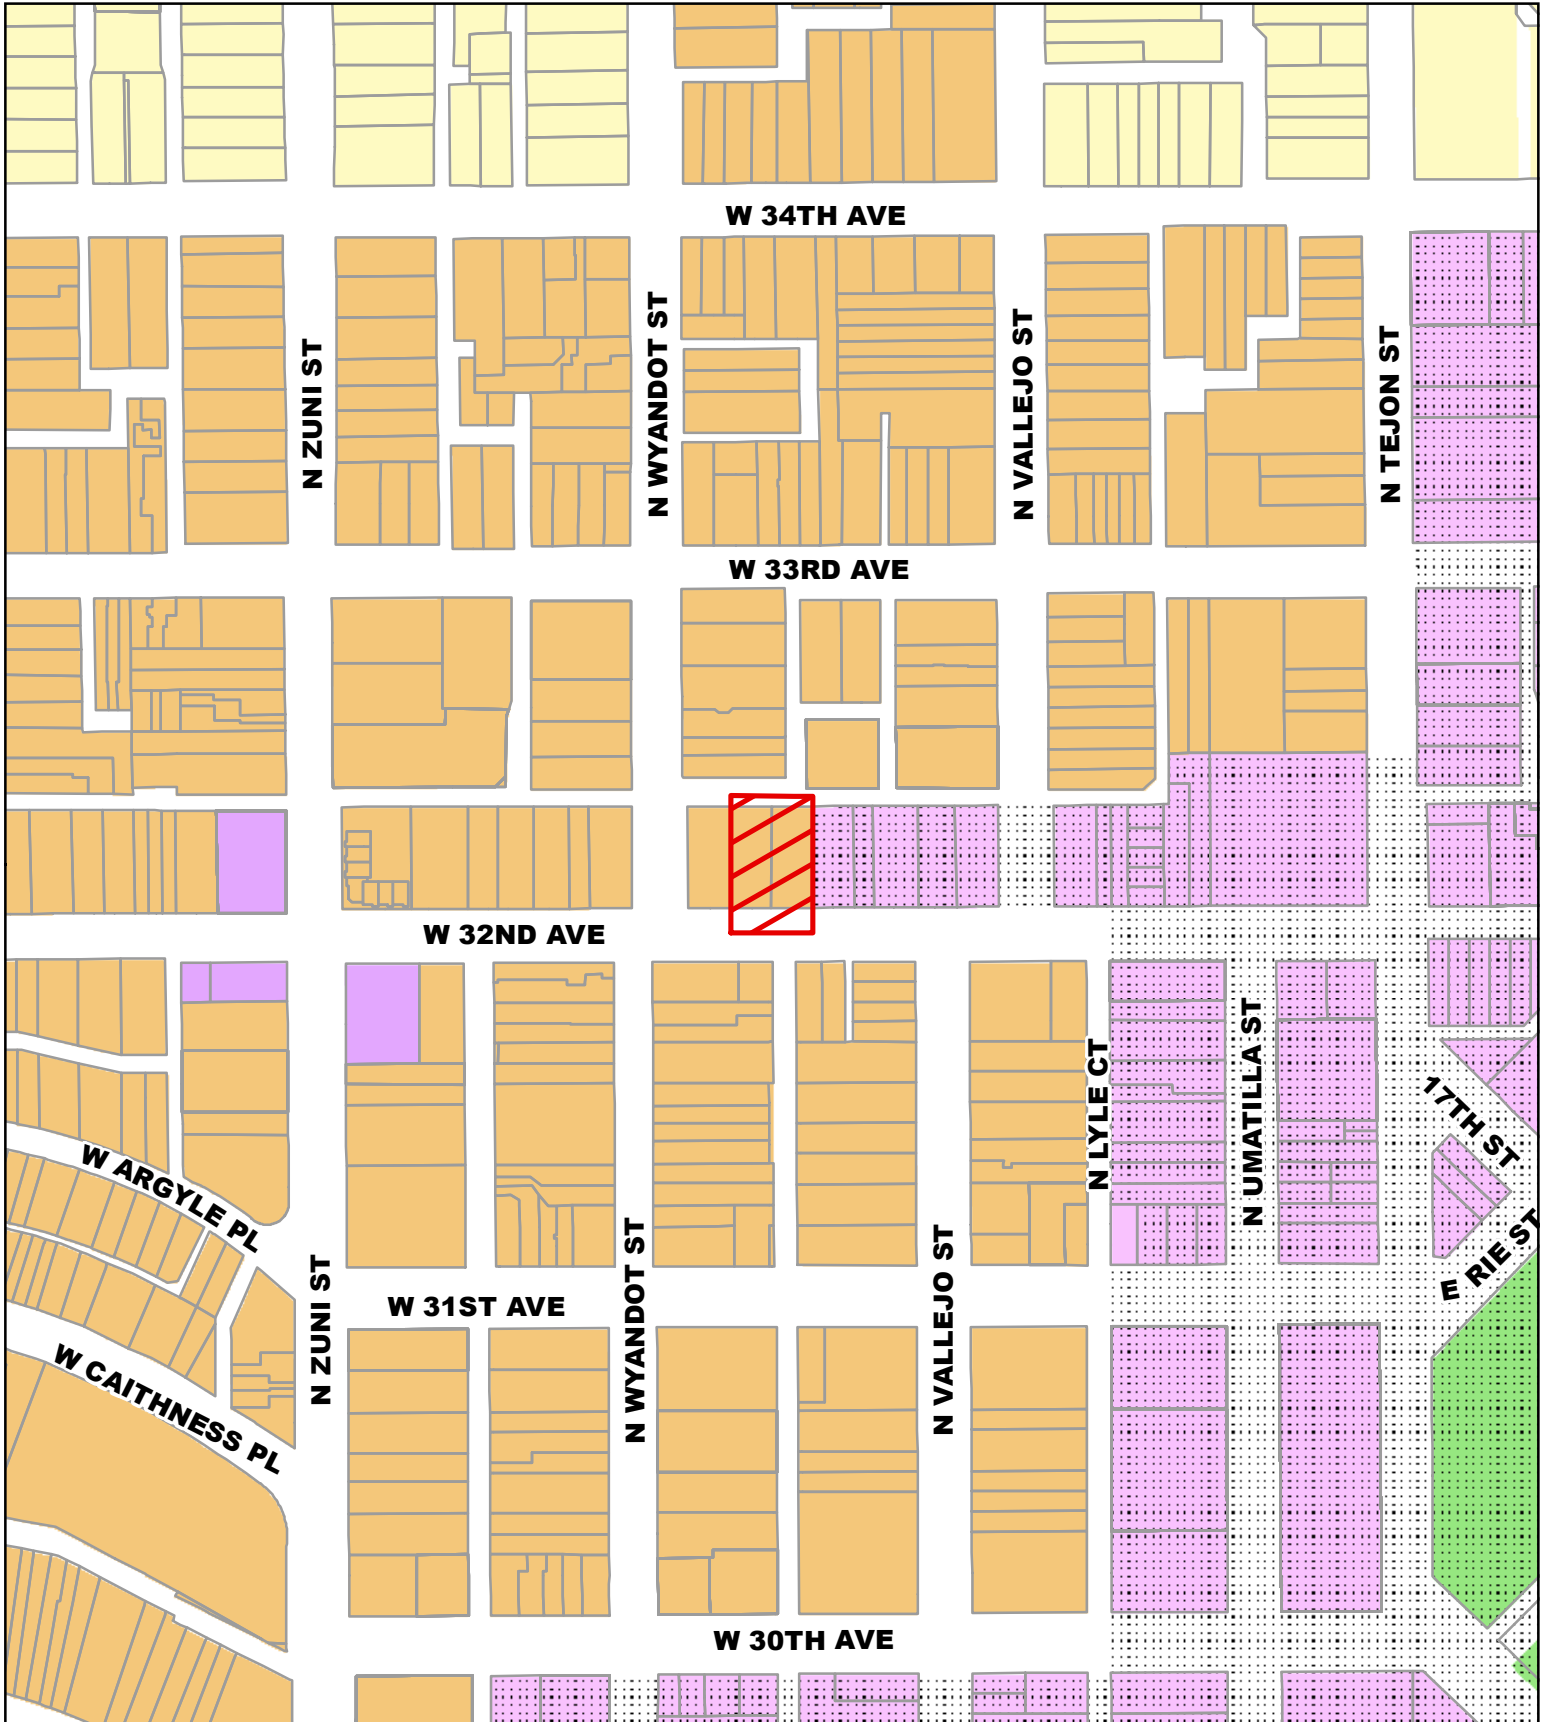 W 34TH AVE
N ZUNI ST
N WYANDOT ST
N VALLEJO ST
N TEJON ST
W 33RD AVE
W 32ND AVE
W ARGYLE PL
N LYLE CT
N UMATILLA ST
17TH ST
E RIE ST
W CAITHNESS PL
N ZUNI ST
W 31ST AVE
N WYANDOT ST
N VALLEJO ST
W 30TH AVE